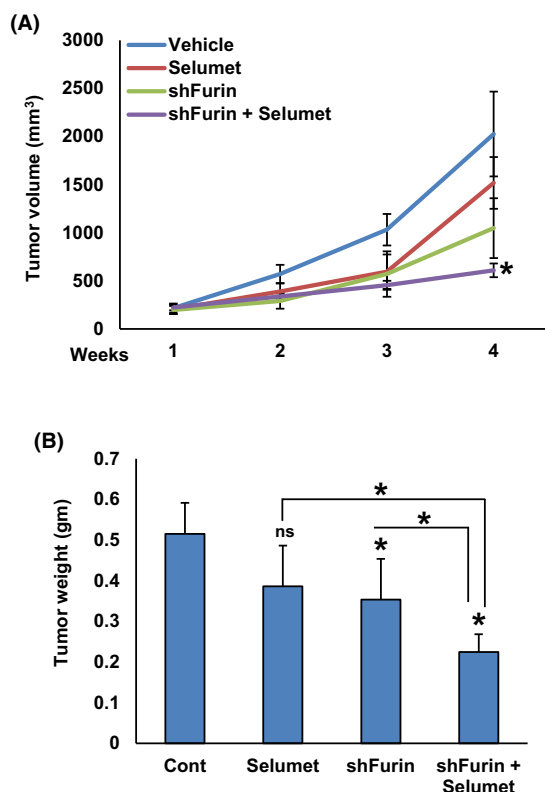 (A)
3000
2500
2000
1500
1000
500
0
Tumor volume (mm³)
Vehicle
Selumet
shFurin
shFurin + Selumet
*
Weeks 1 2 3 4
(B)
0.7
0.6
0.5
0.4
0.3
0.2
0.1
0
Tumor weight (gm)
*
ns
*
*
*
Cont Selumet shFurin shFurin +
Selumet